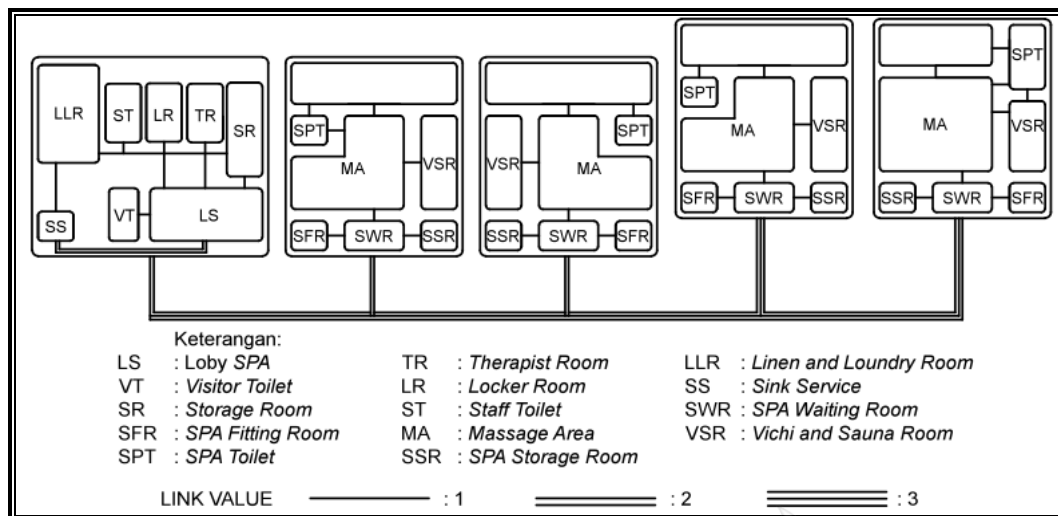 LLR ST LR TR SR
SS VT LS
SPT MA VSR
SFR SWR SSR
SPT
VSR MA
SSR SWR SFR
SPT
MA VSR
SFR SWR SSR
SPT
MA VSR
SSR SWR SFR
Keterangan:
LS : Loby SPA
VT : Visitor Toilet
SR : Storage Room
SFR : SPA Fitting Room
SPT : SPA Toilet
TR : Therapist Room
LR : Locker Room
ST : Staff Toilet
MA : Massage Area
SSR : SPA Storage Room
LLR : Linen and Loundry Room
SS : Sink Service
SWR : SPA Waiting Room
VSR : Vichi and Sauna Room
LINK VALUE : 1 : 2 : 3